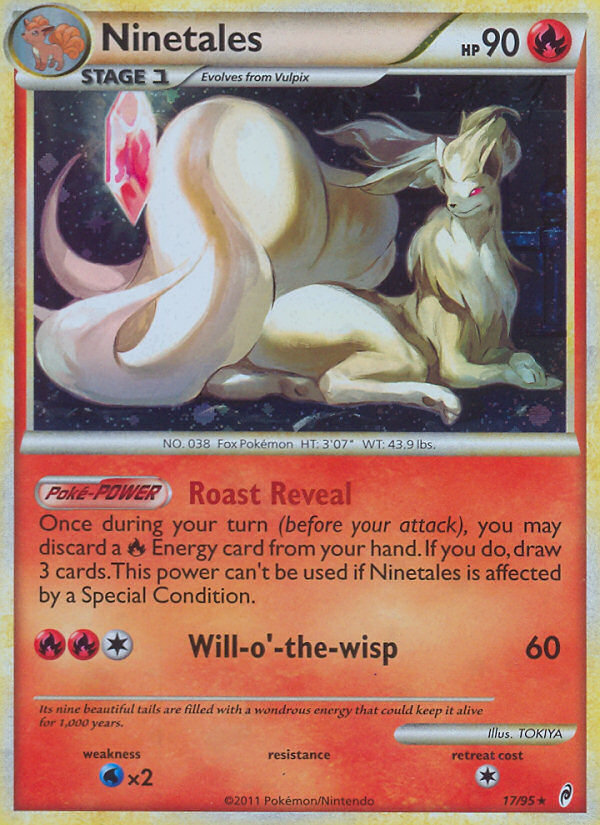 Ninetales
HP 90
STAGE 1
Evolves from Vulpix
NO. 038 Fox Pokémon HT: 3'07" WT: 43.9 lbs.
Poké-POWER Roast Reveal
Once during your turn (before your attack), you may
discard a Energy card from your hand. If you do, draw
3 cards. This power can't be used if Ninetales is affected
by a Special Condition.
Will-o'-the-wisp 60
Its nine beautiful tails are filled with a wondrous energy that could keep it alive
for 1,000 years.
Illus. TOKIYA
weakness resistance retreat cost
×2
©2011 Pokémon/Nintendo 17/95 ★